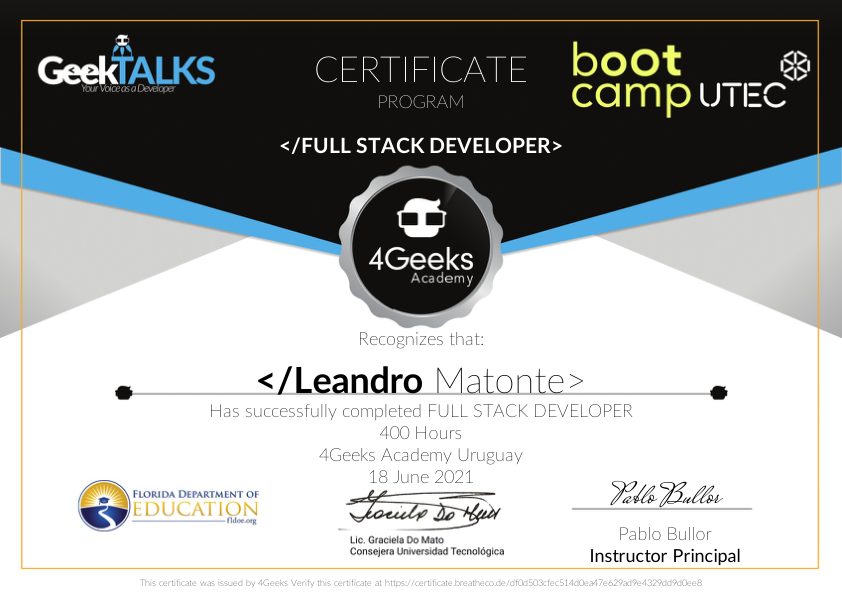 GeekTALKS
Your Voice as a Developer
CERTIFICATE
PROGRAM
boot
camp UTEC
</FULL STACK DEVELOPER>
4Geeks
Academy
Recognizes that:
</Leandro Matonte>
Has successfully completed FULL STACK DEVELOPER
400 Hours
4Geeks Academy Uruguay
18 June 2021
FLORIDA DEPARTMENT OF
EDUCATION
fldoe.org
Graciela Do Mato
Lic. Graciela Do Mato
Consejera Universidad Tecnológica
Pablo Bullor
Pablo Bullor
Instructor Principal
This certificate was issued by 4Geeks Verify this certificate at https://certificate.breatheco.de/df0d503cfec514d0ea47e629ad9e4329dd9d0ee8